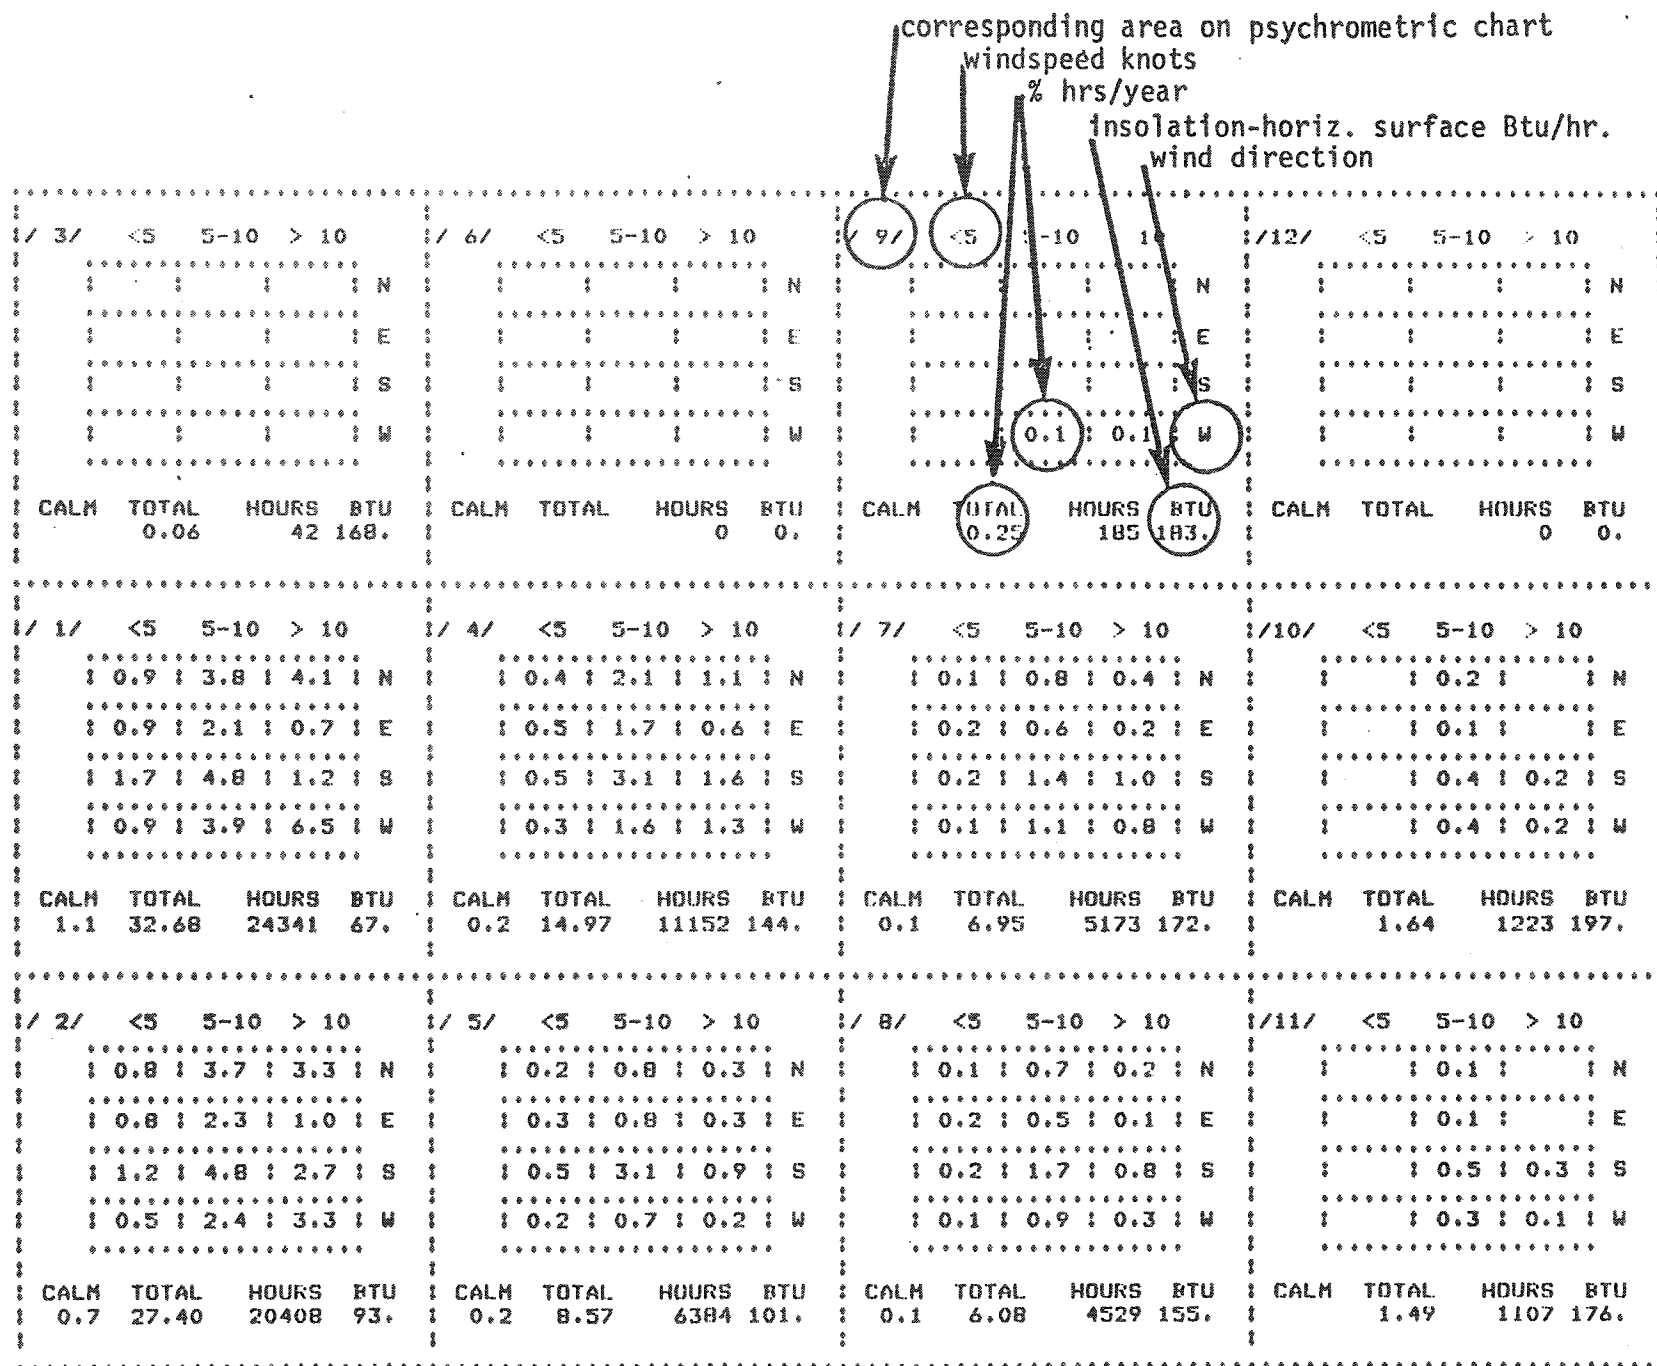 corresponding area on psychrometric chart
windspeed knots
% hrs/year
insolation-horiz. surface Btu/hr.
wind direction
/ 3/ <5 5-10 > 10 / 6/ <5 5-10 > 10 / 9/ <5 -10 10 /12/ <5 5-10 > 10
N N N N
E E E E
S S S S
W W 0.1 0.1 W W
CALM TOTAL HOURS BTU CALM TOTAL HOURS BTU CALM TOTAL HOURS BTU CALM TOTAL HOURS BTU
0.06 42 168. 0 0. 0.25 185 183. 0 0.
/ 1/ <5 5-10 > 10 / 4/ <5 5-10 > 10 / 7/ <5 5-10 > 10 /10/ <5 5-10 > 10
0.9 3.8 4.1 N 0.4 2.1 1.1 N 0.1 0.8 0.4 N 0.2 N
0.9 2.1 0.7 E 0.5 1.7 0.6 E 0.2 0.6 0.2 E 0.1 E
1.7 4.8 1.2 S 0.5 3.1 1.6 S 0.2 1.4 1.0 S 0.4 0.2 S
0.9 3.9 6.5 W 0.3 1.6 1.3 W 0.1 1.1 0.8 W 0.4 0.2 W
CALM TOTAL HOURS BTU CALM TOTAL HOURS BTU CALM TOTAL HOURS BTU CALM TOTAL HOURS BTU
1.1 32.68 24341 67. 0.2 14.97 11152 144. 0.1 6.95 5173 172. 1.64 1223 197.
/ 2/ <5 5-10 > 10 / 5/ <5 5-10 > 10 / 8/ <5 5-10 > 10 /11/ <5 5-10 > 10
0.8 3.7 3.3 N 0.2 0.8 0.3 N 0.1 0.7 0.2 N 0.1 N
0.8 2.3 1.0 E 0.3 0.8 0.3 E 0.2 0.5 0.1 E 0.1 E
1.2 4.8 2.7 S 0.5 3.1 0.9 S 0.2 1.7 0.8 S 0.5 0.3 S
0.5 2.4 3.3 W 0.2 0.7 0.2 W 0.1 0.9 0.3 W 0.3 0.1 W
CALM TOTAL HOURS BTU CALM TOTAL HOURS BTU CALM TOTAL HOURS BTU CALM TOTAL HOURS BTU
0.7 27.40 20408 93. 0.2 8.57 6384 101. 0.1 6.08 4529 155. 1.49 1107 176.